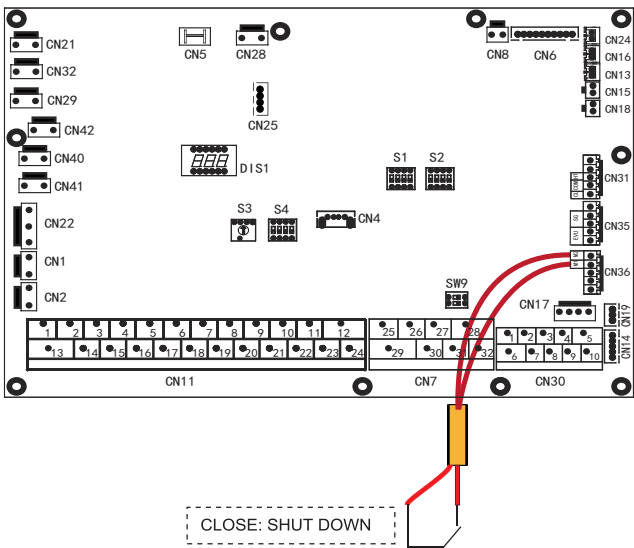 CN21
CN5
CN28
CN8
CN6
CN24
CN16
CN32
CN13
CN15
CN29
CN18
CN25
CN42
CN40
DIS1
S1
S2
CN31
CN41
S3
S4
CN4
CN22
SG
CN35
EVU
CN1
M1 M2
CN36
SW9
CN2
CN17
CN19
1 2 3 4 5 6 7 8 9 10 11 12
25 26 27 28
1 2 3 4 5
CN14
13 14 15 16 17 18 19 20 21 22 23 24
29 30 31 32
6 7 8 9 10
CN11
CN7
CN30
CLOSE: SHUT DOWN